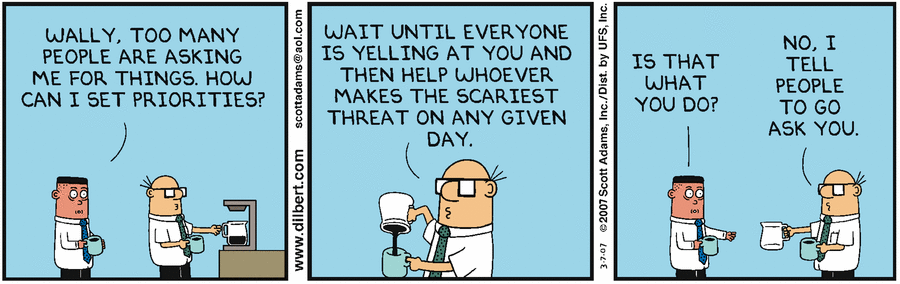 WALLY, TOO MANY
PEOPLE ARE ASKING
ME FOR THINGS. HOW
CAN I SET PRIORITIES?
www.dilbert.com scottadams@aol.com
WAIT UNTIL EVERYONE
IS YELLING AT YOU AND
THEN HELP WHOEVER
MAKES THE SCARIEST
THREAT ON ANY GIVEN
DAY.
3-7-07 ©2007 Scott Adams, Inc./Dist. by UFS, Inc.
IS THAT
WHAT
YOU DO?
NO, I
TELL
PEOPLE
TO GO
ASK YOU.